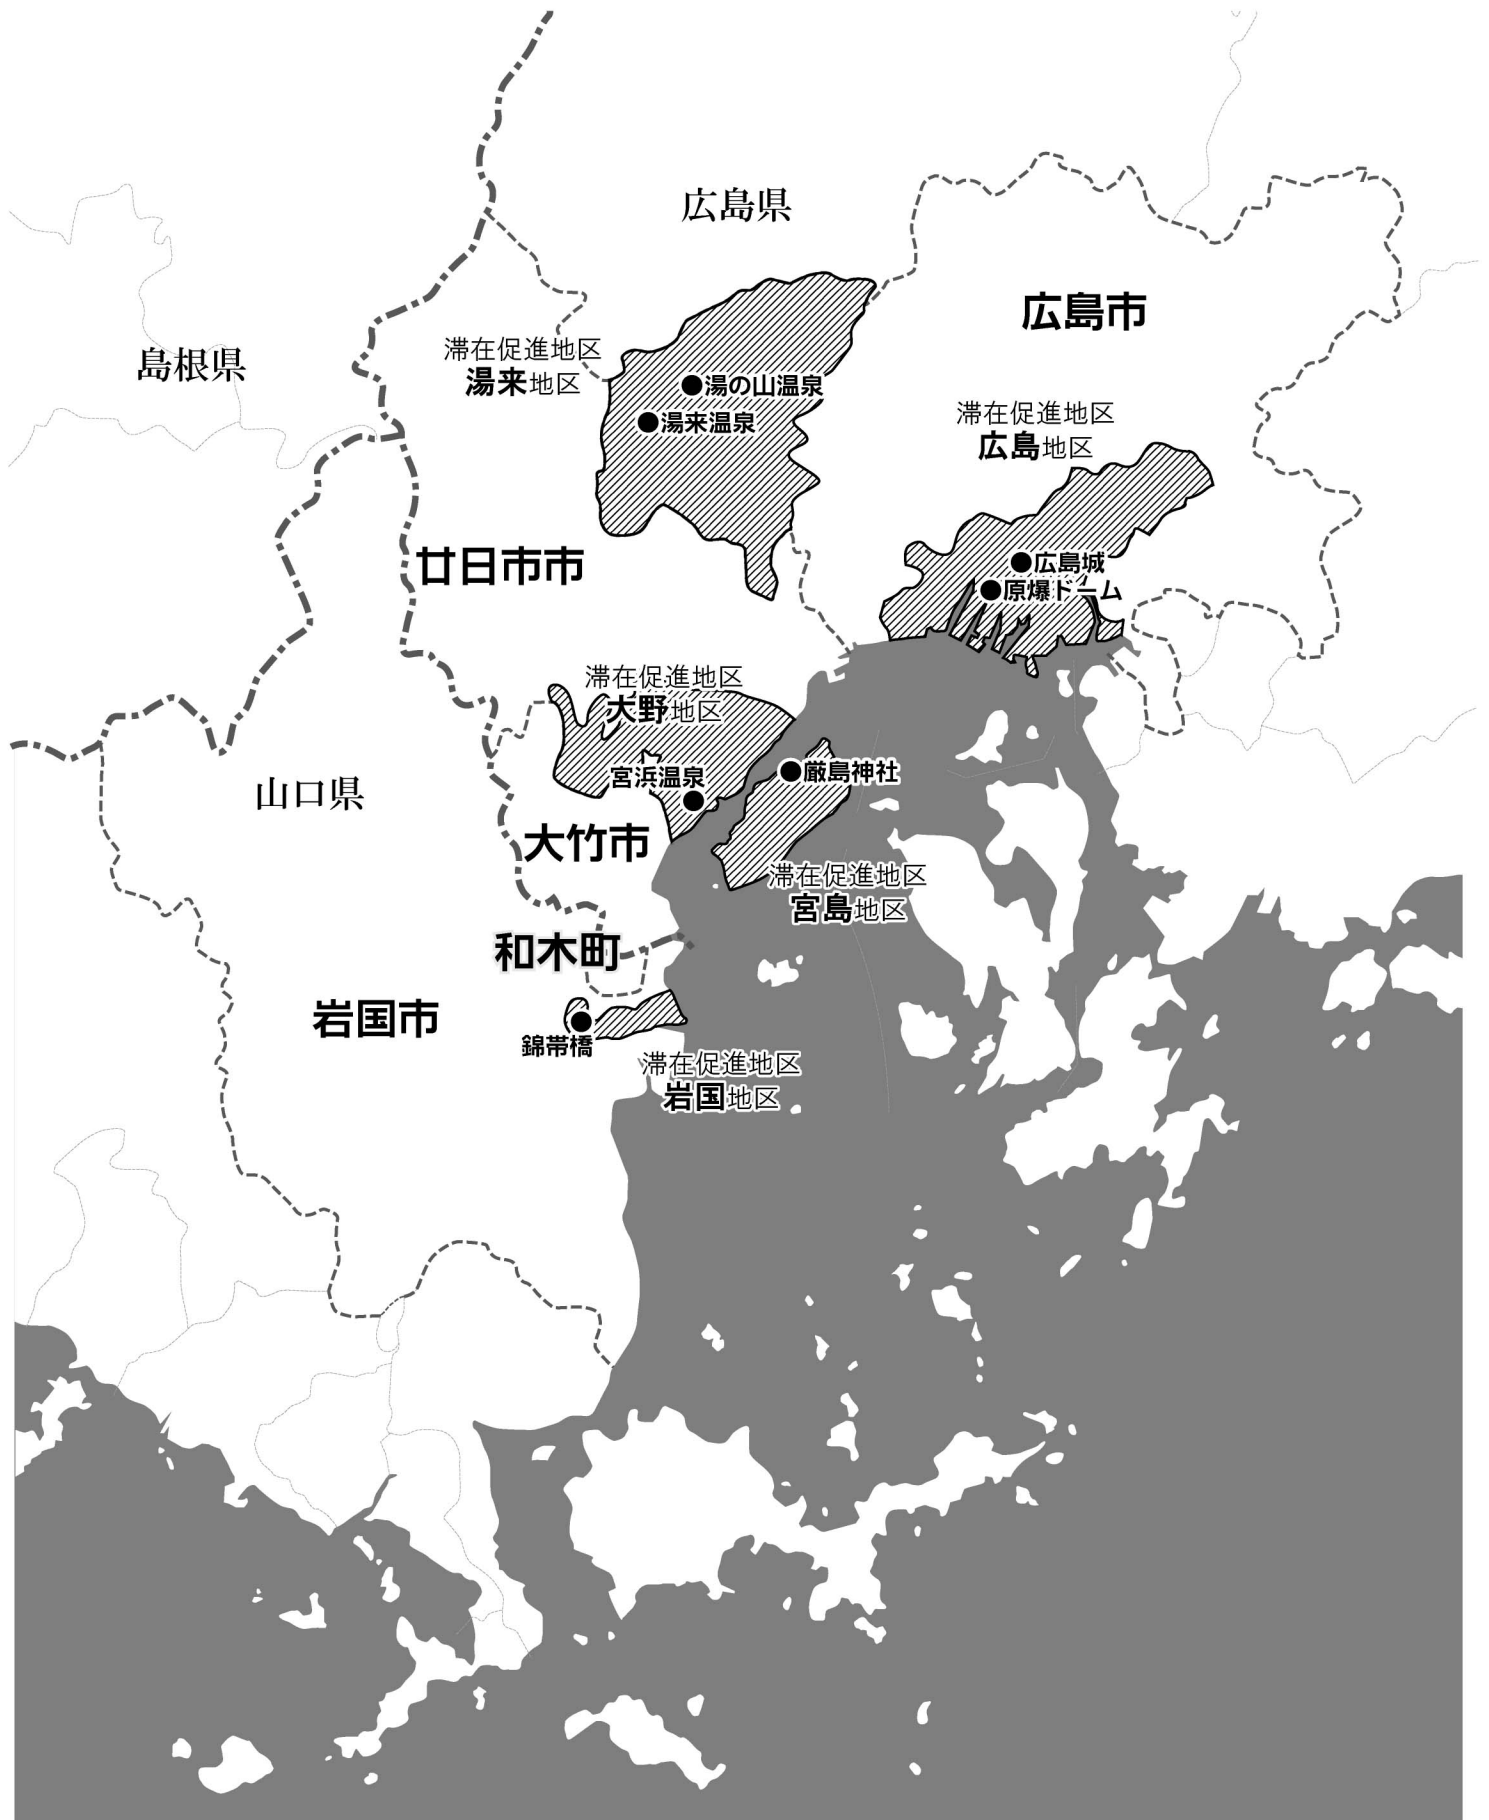 広島県
広島市
島根県
滞在促進地区
湯来地区
湯の山温泉
湯来温泉
滞在促進地区
広島地区
広島城
原爆ドーム
廿日市市
滞在促進地区
大野地区
宮浜温泉
厳島神社
山口県
大竹市
滞在促進地区
宮島地区
和木町
岩国市
錦帯橋
滞在促進地区
岩国地区